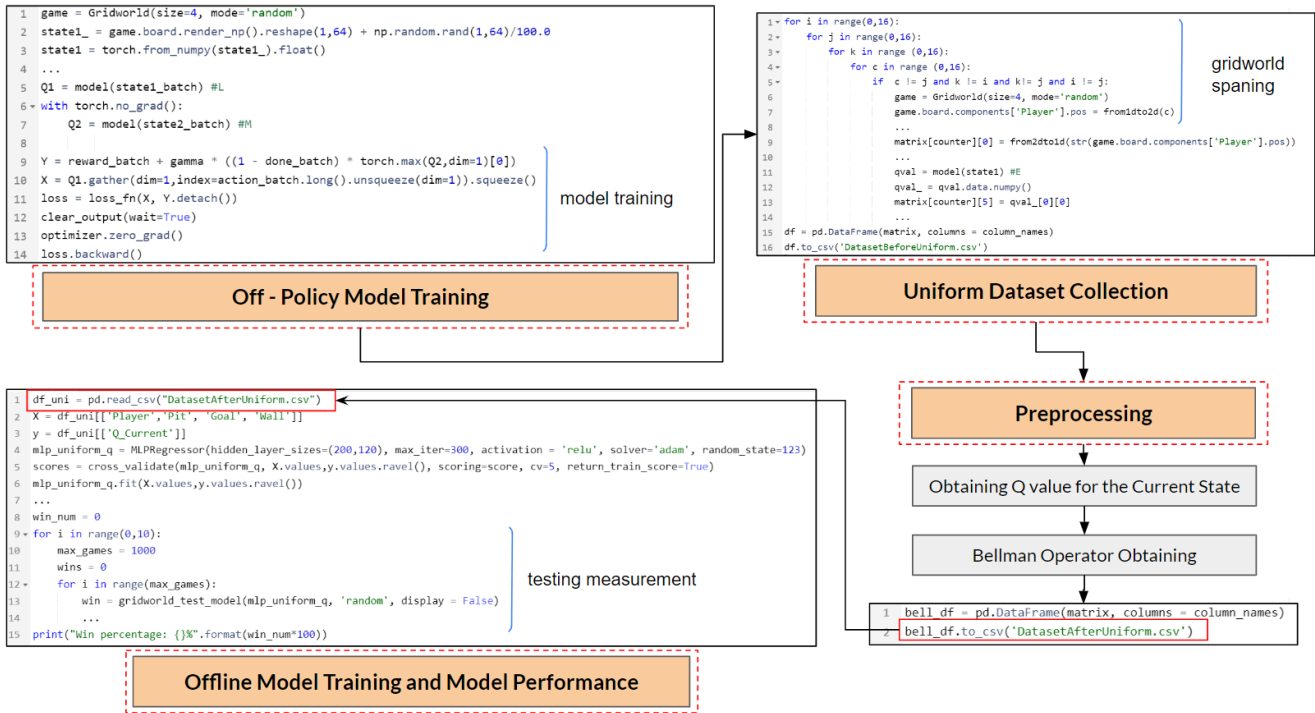 1 game = Gridworld(size=4, mode='random')
2 state1_ = game.board.render_np().reshape(1,64) + np.random.rand(1,64)/100.0
3 state1 = torch.from_numpy(state1_).float()
4 ...
5 Q1 = model(state1_batch) #L
6 with torch.no_grad():
7 Q2 = model(state2_batch) #M
8
9 Y = reward_batch + gamma * ((1 - done_batch) * torch.max(Q2,dim=1)[0])
10 X = Q1.gather(dim=1,index=action_batch.long().unsqueeze(dim=1)).squeeze()
11 loss = loss_fn(X, Y.detach())
12 clear_output(wait=True)
13 optimizer.zero_grad()
14 loss.backward()
model training
Off - Policy Model Training
1 for i in range(0,16):
2 for j in range(0,16):
3 for k in range (0,16):
4 for c in range (0,16):
5 if c != j and k != i and k!= j and i != j:
6 game = Gridworld(size=4, mode='random')
7 game.board.components['Player'].pos = from1dto2d(c)
8 ...
9 matrix[counter][0] = from2dto1d(str(game.board.components['Player'].pos))
10 ...
11 qval = model(state1) #E
12 qval_ = qval.data.numpy()
13 matrix[counter][5] = qval_[0][0]
14 ...
15 df = pd.DataFrame(matrix, columns = column_names)
16 df.to_csv('DatasetBeforeUniform.csv')
gridworld
spaning
Uniform Dataset Collection
Preprocessing
Obtaining Q value for the Current State
Bellman Operator Obtaining
1 bell_df = pd.DataFrame(matrix, columns = column_names)
2 bell_df.to_csv('DatasetAfterUniform.csv')
1 df_uni = pd.read_csv("DatasetAfterUniform.csv")
2 X = df_uni[['Player','Pit', 'Goal', 'Wall']]
3 y = df_uni[['Q_Current']]
4 mlp_uniform_q = MLPRegressor(hidden_layer_sizes=(200,120), max_iter=300, activation = 'relu', solver='adam', random_state=123)
5 scores = cross_validate(mlp_uniform_q, X.values,y.values.ravel(), scoring=score, cv=5, return_train_score=True)
6 mlp_uniform_q.fit(X.values,y.values.ravel())
7 ...
8 win_num = 0
9 for i in range(0,10):
10 max_games = 1000
11 wins = 0
12 for i in range(max_games):
13 win = gridworld_test_model(mlp_uniform_q, 'random', display = False)
14 ...
15 print("Win percentage: {}%".format(win_num*100))
testing measurement
Offline Model Training and Model Performance